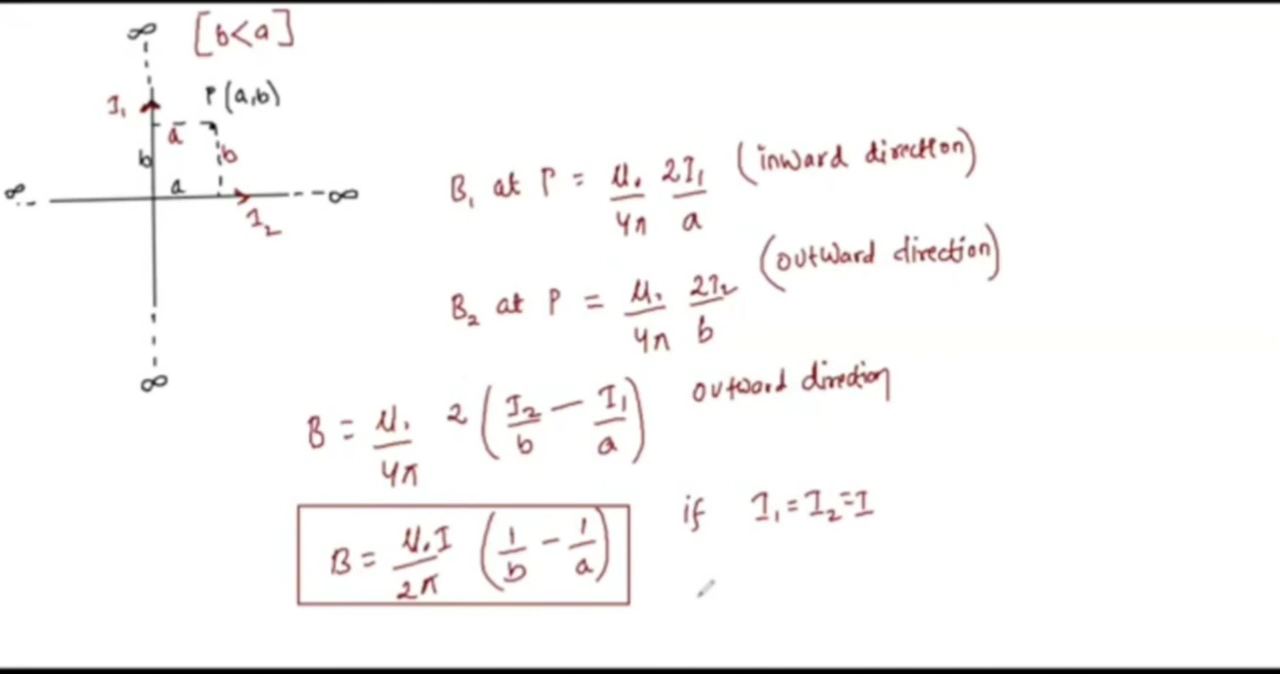 ∞ [b<a]
I₁ P(a,b)
a
b b
a
∞ ∞
I₂
∞
B₁ at P = μ₀/4π 2I₁/a (inward direction)
B₂ at P = μ₀/4π 2I₂/b (outward direction)
B = μ₀/4π 2 (I₂/b − I₁/a) outward direction
B = μ₀I/2π (1/b − 1/a) if I₁=I₂=I